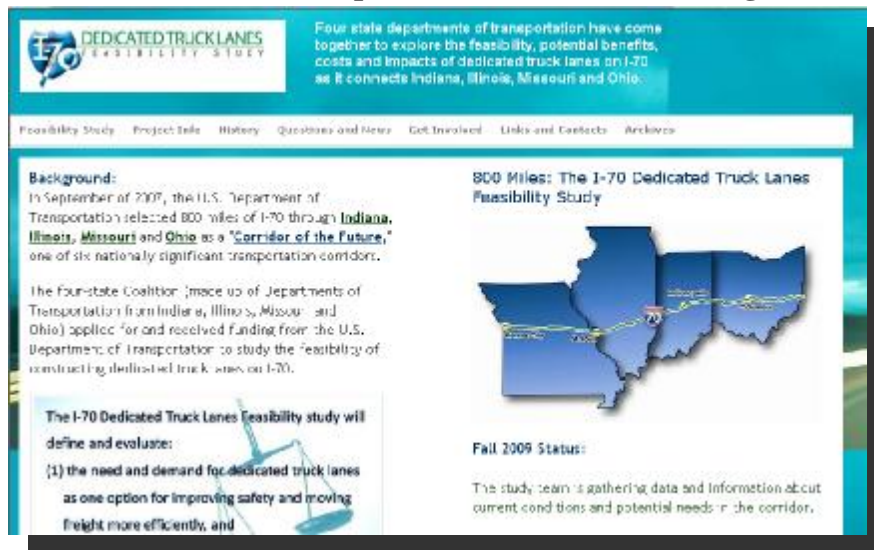 I-70
DEDICATED TRUCK LANES
FEASIBILITY STUDY
Four state departments of transportation have come
together to explore the feasibility, potential benefits,
costs and impacts of dedicated truck lanes on I-70
as it connects Indiana, Illinois, Missouri and Ohio.
Feasibility Study Project Info History Questions and News Get Involved Links and Contacts Archives
Background:
In September of 2007, the U.S. Department of
Transportation selected 800 miles of I-70 through Indiana,
Illinois, Missouri and Ohio as a "Corridor of the Future,"
one of six nationally significant transportation corridors.
The four-state Coalition (made up of Departments of
Transportation from Indiana, Illinois, Missouri and
Ohio) applied for and received funding from the U.S.
Department of Transportation to study the feasibility of
constructing dedicated truck lanes on I-70.
The I-70 Dedicated Truck Lanes Feasibility study will
define and evaluate:
(1) the need and demand for dedicated truck lanes
as one option for improving safety and moving
freight more efficiently, and
800 Miles: The I-70 Dedicated Truck Lanes
Feasibility Study
70
Fall 2009 Status:
The study team is gathering data and information about
current conditions and potential needs in the corridor.